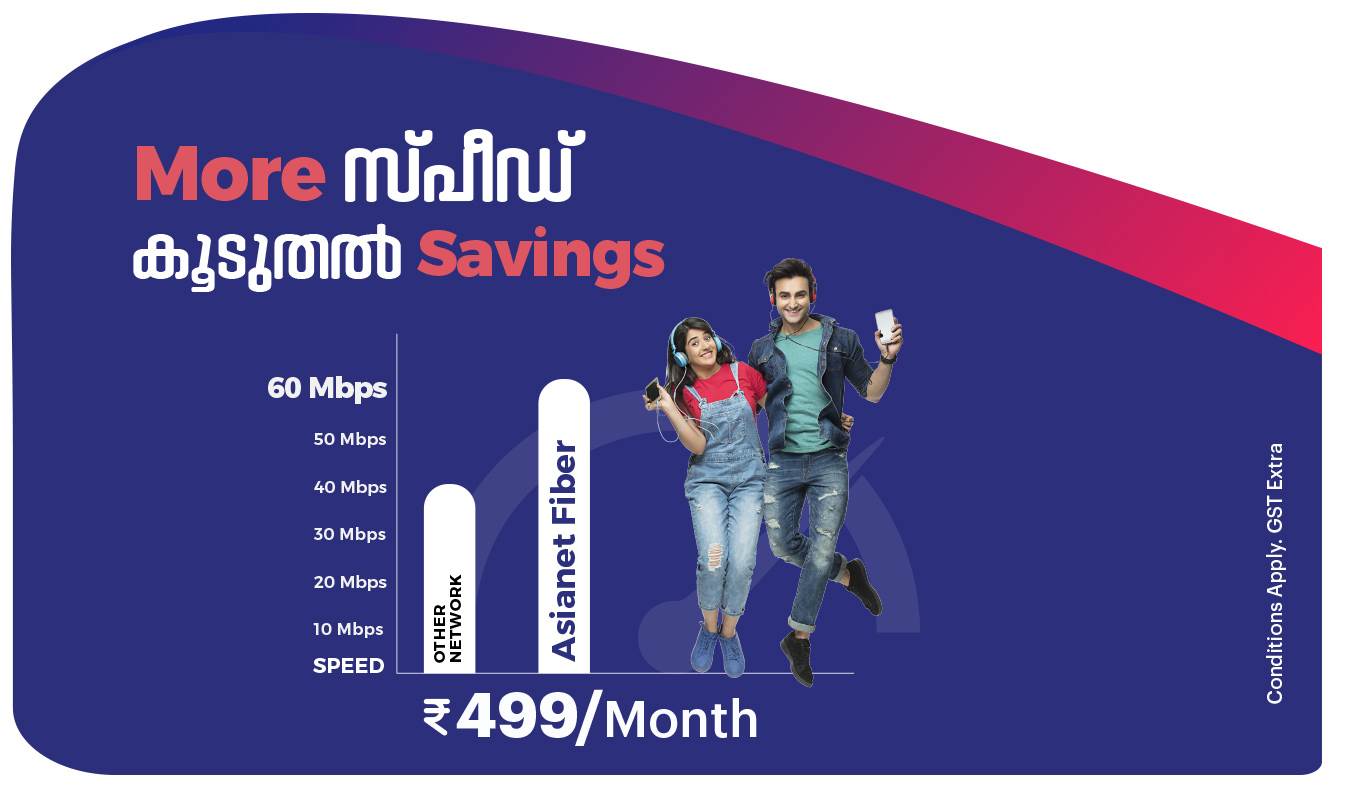 More സ്പീഡ്
കൂടുതൽ Savings
60 Mbps
50 Mbps
40 Mbps
30 Mbps
20 Mbps
10 Mbps
SPEED
OTHER
NETWORK
Asianet Fiber
₹499/Month
Conditions Apply. GST Extra